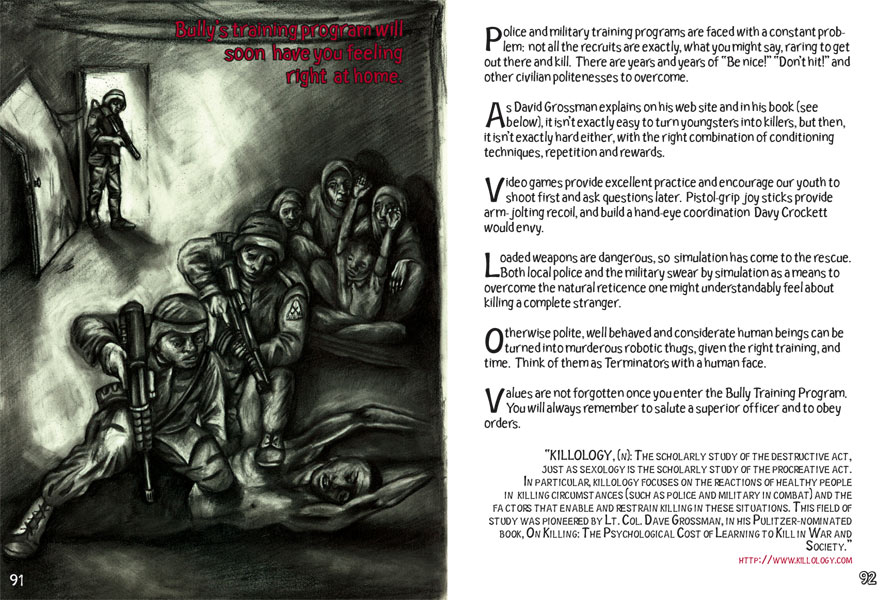 Bully's training program will
soon have you feeling
right at home.
Police and military training programs are faced with a constant prob-
lem: not all the recruits are exactly, what you might say, raring to get
out there and kill. There are years and years of "Be nice!" "Don't hit!" and
other civilian politenesses to overcome.
As David Grossman explains on his web site and in his book (see
below), it isn't exactly easy to turn youngsters into killers, but then,
it isn't exactly hard either, with the right combination of conditioning
techniques, repetition and rewards.
Video games provide excellent practice and encourage our youth to
shoot first and ask questions later. Pistol-grip joy sticks provide
arm-jolting recoil, and build a hand-eye coordination Davy Crockett
would envy.
Loaded weapons are dangerous, so simulation has come to the rescue.
Both local police and the military swear by simulation as a means to
overcome the natural reticence one might understandably feel about
killing a complete stranger.
Otherwise polite, well behaved and considerate human beings can be
turned into murderous robotic thugs, given the right training, and
time. Think of them as Terminators with a human face.
Values are not forgotten once you enter the Bully Training Program.
You will always remember to salute a superior officer and to obey
orders.
"KILLOLOGY, (N): THE SCHOLARLY STUDY OF THE DESTRUCTIVE ACT,
JUST AS SEXOLOGY IS THE SCHOLARLY STUDY OF THE PROCREATIVE ACT.
IN PARTICULAR, KILLOLOGY FOCUSES ON THE REACTIONS OF HEALTHY PEOPLE
IN KILLING CIRCUMSTANCES (SUCH AS POLICE AND MILITARY IN COMBAT) AND THE
FACTORS THAT ENABLE AND RESTRAIN KILLING IN THESE SITUATIONS. THIS FIELD OF
STUDY WAS PIONEERED BY LT. COL. DAVE GROSSMAN, IN HIS PULITZER-NOMINATED
BOOK, ON KILLING: THE PSYCHOLOGICAL COST OF LEARNING TO KILL IN WAR AND
SOCIETY."
HTTP://WWW.KILLOLOGY.COM
91
92